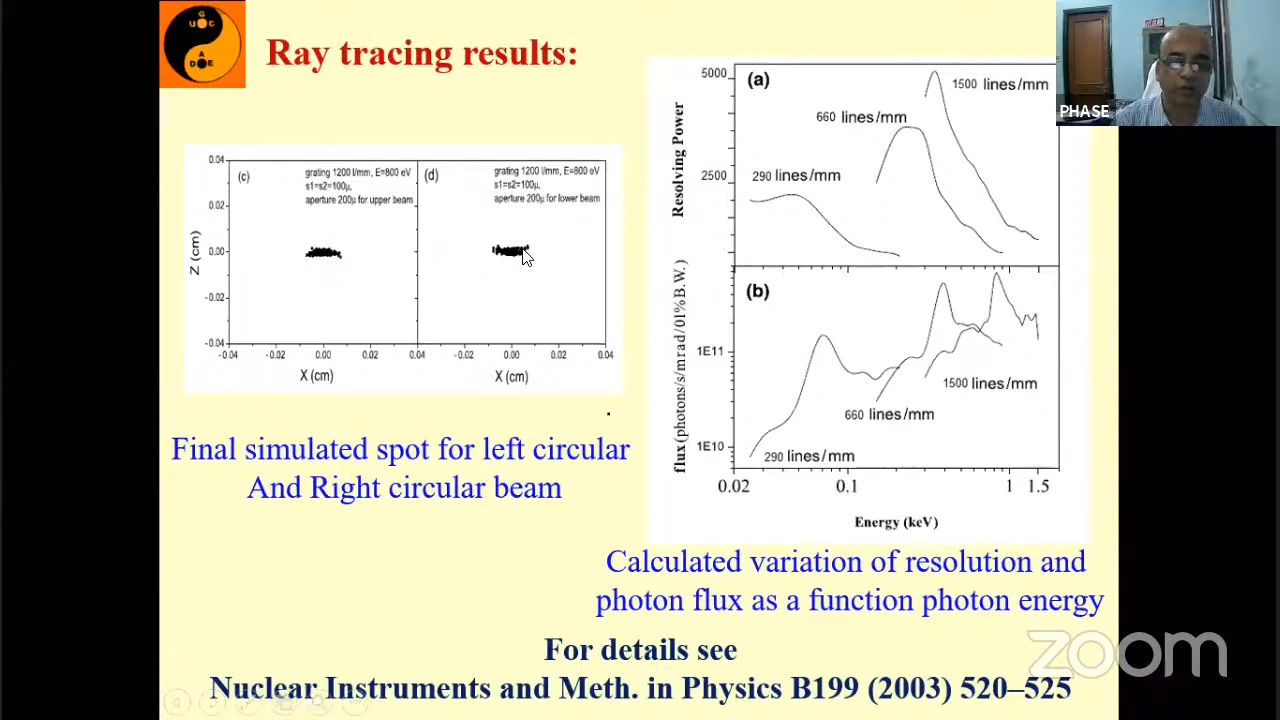 G
U C
D A E
Ray tracing results:
PHASE
0.04
0.02
0.00
-0.02
-0.04
Z (cm)
(c)
grating 1200 l/mm, E=800 eV
s1=s2=100μ,
aperture 200μ for upper beam
(d)
grating 1200 l/mm, E=800 eV
s1=s2=100μ,
aperture 200μ for lower beam
-0.04 -0.02 0.00 0.02 0.04
-0.02 0.00 0.02 0.04
X (cm)
X (cm)
Final simulated spot for left circular
And Right circular beam
(a)
5000
2500
Resolving Power
1500 lines/mm
660 lines/mm
290 lines/mm
(b)
1E11
1E10
flux (photons/s/mrad/01%B.W.)
1500 lines/mm
660 lines/mm
290 lines/mm
0.02 0.1 1 1.5
Energy (keV)
Calculated variation of resolution and
photon flux as a function photon energy
For details see
Nuclear Instruments and Meth. in Physics B199 (2003) 520–525
zoom